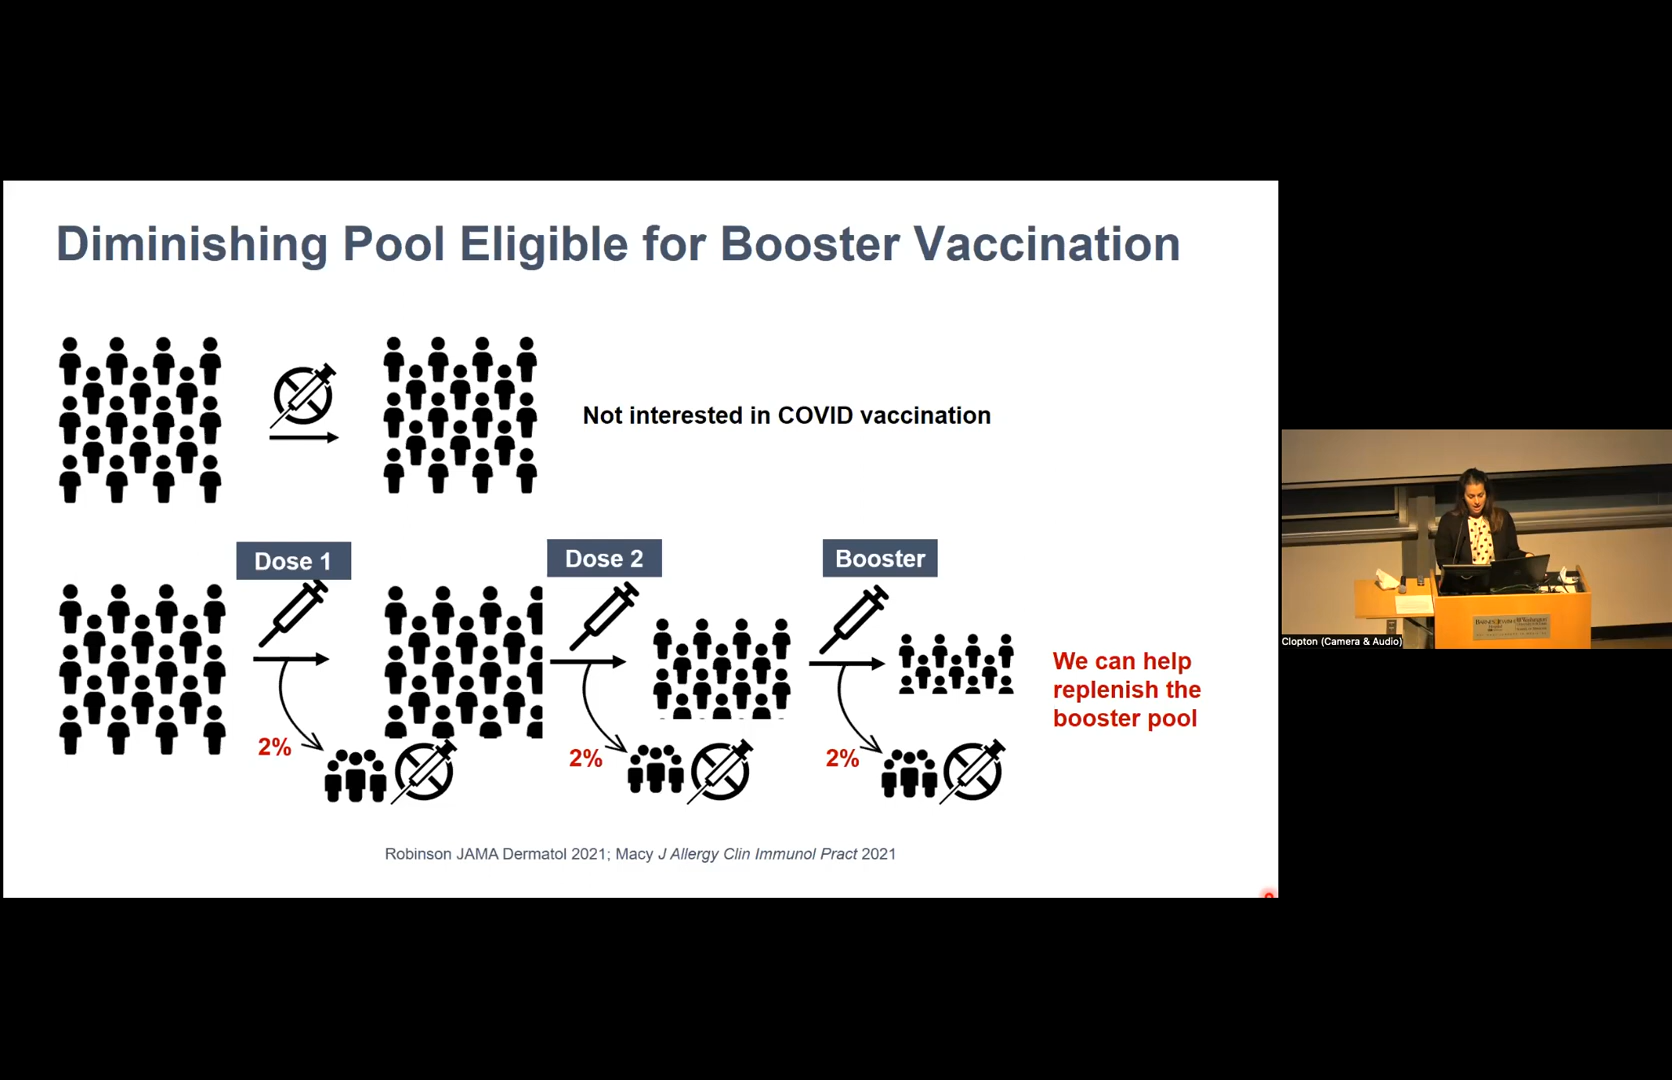 Diminishing Pool Eligible for Booster Vaccination
Not interested in COVID vaccination
Dose 1
Dose 2
Booster
We can help
replenish the
booster pool
2%
2%
2%
Robinson JAMA Dermatol 2021; Macy J Allergy Clin Immunol Pract 2021
Clopton (Camera & Audio)